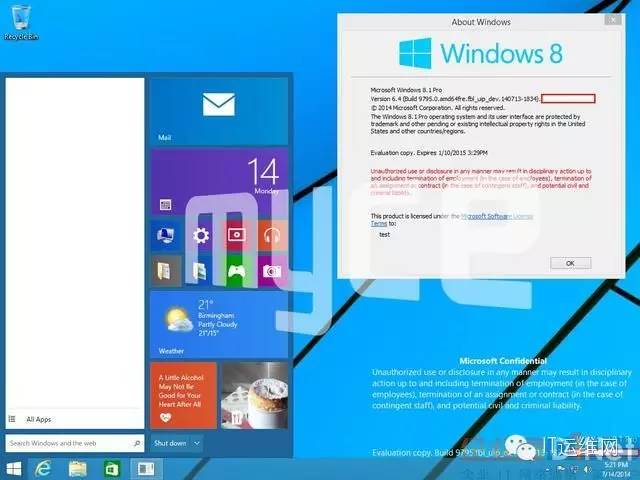 Recycle Bin
Mail
14
Monday
21°
Birmingham
Partly Cloudy
21°/15°
Weather
A Little Alcohol
May Not Be
Good for Your
Heart After All
All Apps
Search Windows and the web
Shut down
About Windows
Windows 8
Microsoft Windows 8.1 Pro
Version 6.4 (Build 9795.0.amd64fre.fbl_uip_dev.140713-1834).
© 2014 Microsoft Corporation. All rights reserved.
The Windows 8.1 Pro operating system and its user interface are protected by
trademark and other pending or existing intellectual property rights in the United
States and other countries/regions.
Evaluation copy. Expires 1/10/2015 3:29PM
Unauthorized use or disclosure in any manner may result in disciplinary action up to
and including termination of employment (in the case of employees), termination of
an assignment or contract (in the case of contingent staff), and potential civil and
criminal liability.
This product is licensed under the Microsoft Software License
Terms to:
test
OK
myce
Microsoft Confidential
Unauthorized use or disclosure in any manner may result in disciplinary
action up to and including termination of employment (in the case of
employees), termination of an assignment or contract (in the case of
contingent staff), and potential civil and criminal liability.
Evaluation copy. Build 9795 fbl_uip_
IT运维网
5:21 PM
7/14/2014